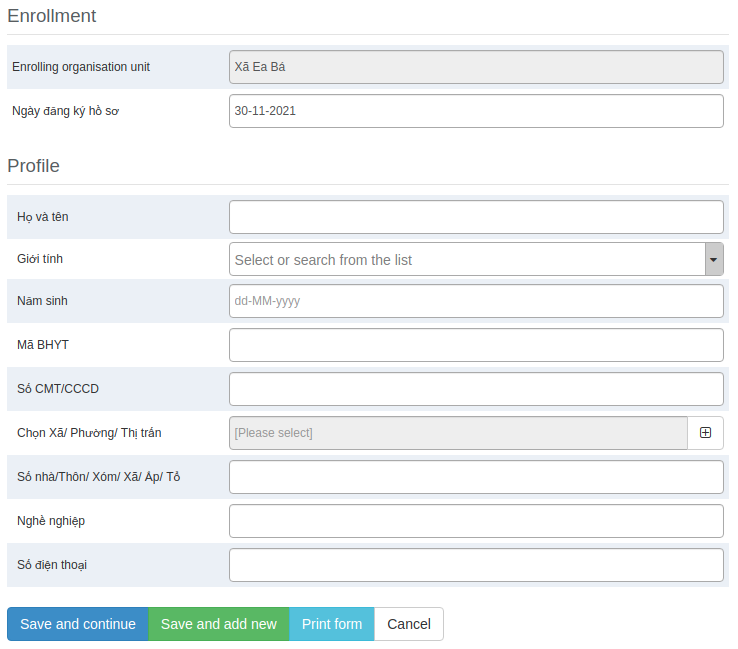 Enrollment
Enrolling organisation unit
Xã Ea Bá
Ngày đăng ký hồ sơ
30-11-2021
Profile
Họ và tên
Giới tính
Select or search from the list
Năm sinh
dd-MM-yyyy
Mã BHYT
Số CMT/CCCD
Chọn Xã/ Phường/ Thị trấn
[Please select]
Số nhà/Thôn/ Xóm/ Xã/ Ấp/ Tổ
Nghề nghiệp
Số điện thoại
Save and continue
Save and add new
Print form
Cancel